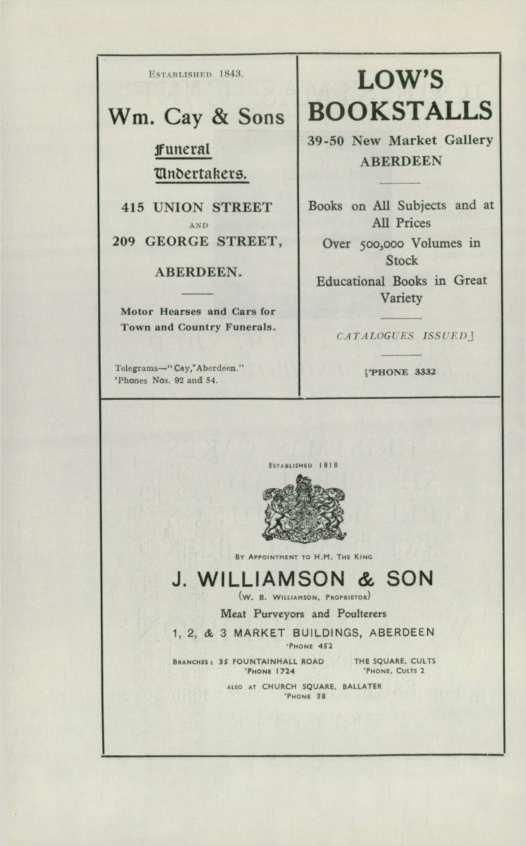 ESTABLISHED 1843.
Wm. Cay & Sons
Funeral
Undertakers.
415 UNION STREET
AND
209 GEORGE STREET,
ABERDEEN.
Motor Hearses and Cars for
Town and Country Funerals.
Telegrams—"Cay, Aberdeen."
'Phones Nos. 92 and 54.
LOW'S
BOOKSTALLS
39-50 New Market Gallery
ABERDEEN
Books on All Subjects and at
All Prices
Over 500,000 Volumes in
Stock
Educational Books in Great
Variety
CATALOGUES ISSUED]
['PHONE 3332
ESTABLISHED 1818
BY APPOINTMENT TO H.M. THE KING
J. WILLIAMSON & SON
(W. B. WILLIAMSON, PROPRIETOR)
Meat Purveyors and Poulterers
1, 2, & 3 MARKET BUILDINGS, ABERDEEN
'PHONE 452
BRANCHES: 35 FOUNTAINHALL ROAD THE SQUARE, CULTS
'PHONE 1724 'PHONE, CULTS 2
ALSO AT CHURCH SQUARE, BALLATER
'PHONE 38